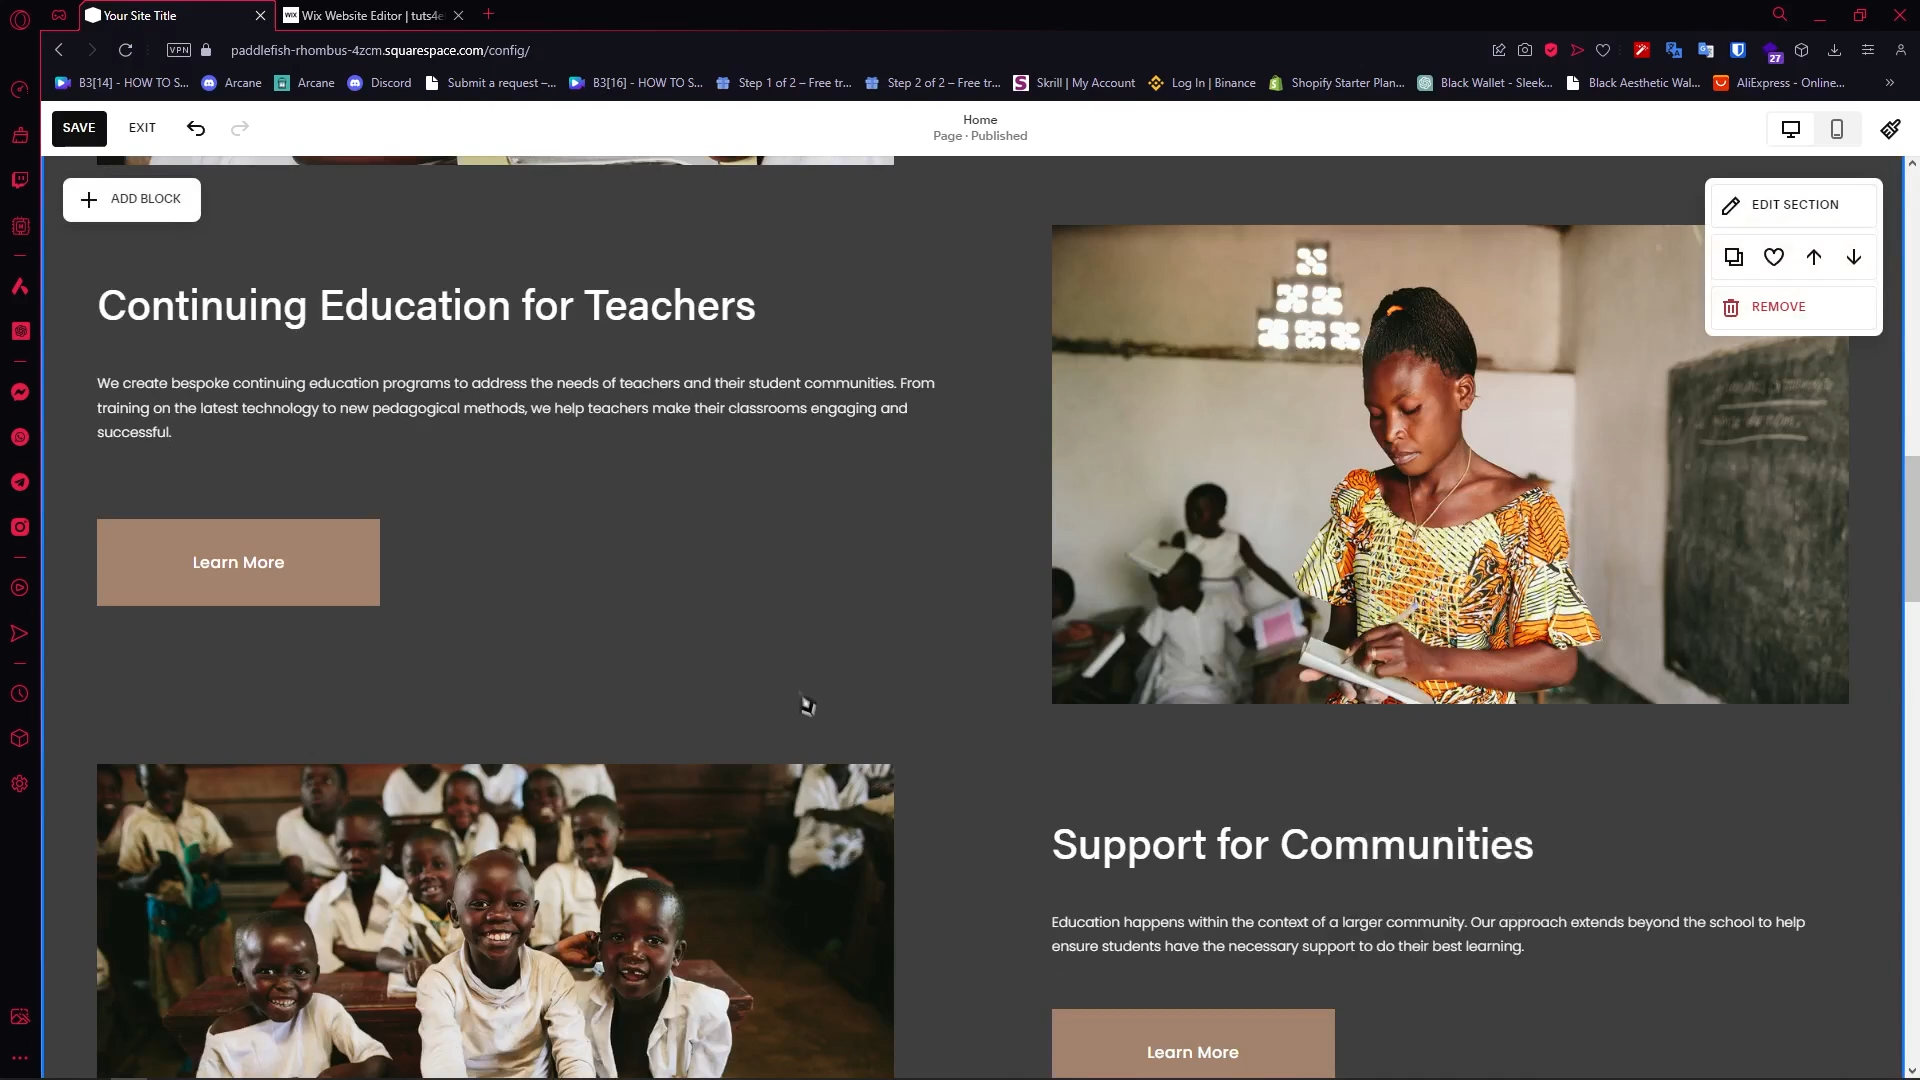 Your Site Title
WiX Wix Website Editor | tuts4e
VPN
paddlefish-rhombus-4zcm.squarespace.com/config/
27
B3[14] - HOW TO S...
Arcane
Arcane
Discord
Submit a request –...
B3[16] - HOW TO S...
Step 1 of 2 – Free tr...
Step 2 of 2 – Free tr...
Skrill | My Account
Log In | Binance
Shopify Starter Plan...
Black Wallet - Sleek...
Black Aesthetic Wal...
AliExpress - Online...
SAVE
EXIT
Home
Page · Published
ADD BLOCK
EDIT SECTION
REMOVE
Continuing Education for Teachers
We create bespoke continuing education programs to address the needs of teachers and their student communities. From
training on the latest technology to new pedagogical methods, we help teachers make their classrooms engaging and
successful.
Learn More
Support for Communities
Education happens within the context of a larger community. Our approach extends beyond the school to help
ensure students have the necessary support to do their best learning.
Learn More